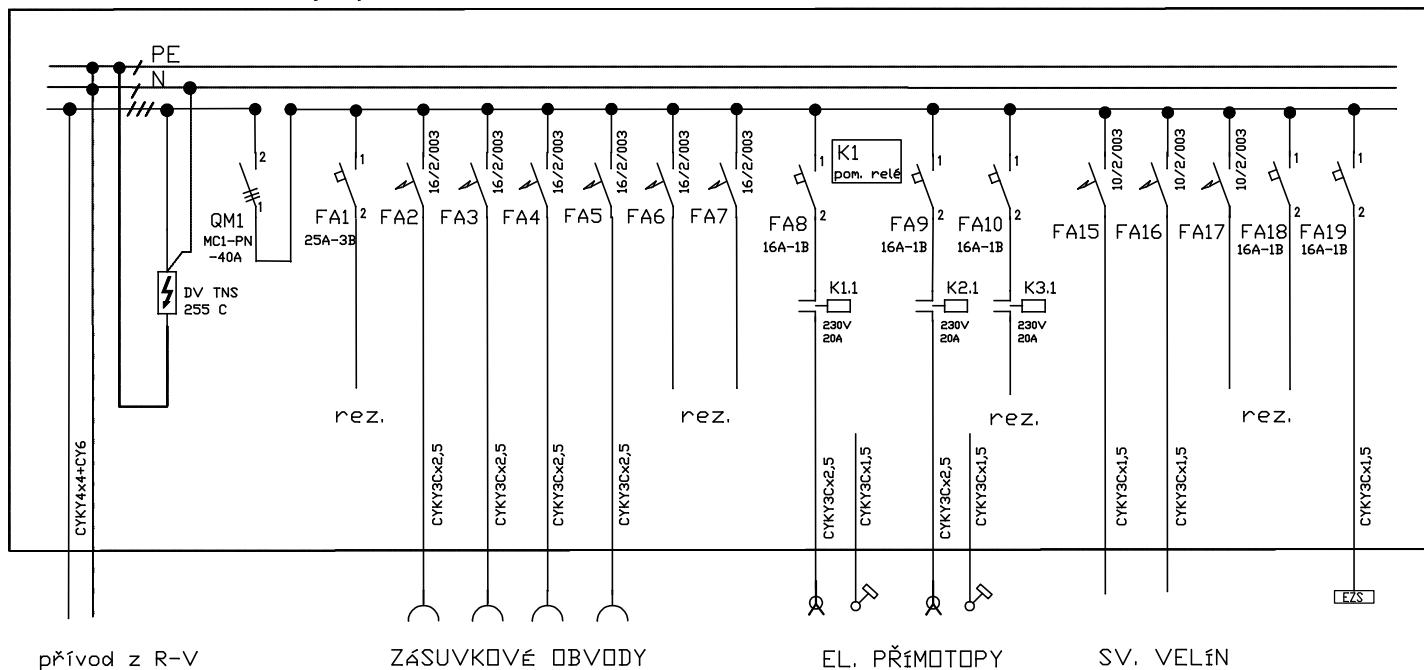 PE
N
2
1
QM1
MC1-PN
-40A
DV TNS
255 C
1
FA1
2
25A-3B
rez.
16/2/003
FA2
16/2/003
FA3
16/2/003
FA4
16/2/003
FA5
16/2/003
FA6
16/2/003
FA7
rez.
1
FA8
2
16A-1B
K1
pom. relé
K1.1
230V
20A
1
FA9
2
16A-1B
K2.1
230V
20A
1
FA10
2
16A-1B
K3.1
230V
20A
rez.
10/2/003
FA15
10/2/003
FA16
10/2/003
FA17
1
FA18
2
16A-1B
rez.
1
FA19
2
16A-1B
CYKY4x4+CY6
CYKY3Cx2,5
CYKY3Cx2,5
CYKY3Cx2,5
CYKY3Cx2,5
CYKY3Cx2,5
CYKY3Cx1,5
CYKY3Cx2,5
CYKY3Cx1,5
CYKY3Cx1,5
CYKY3Cx1,5
CYKY3Cx1,5
EZS
přívod z R-V
ZÁSUVKOVÉ OBVODY
EL. PŘÍMOTOPY
SV. VELÍN